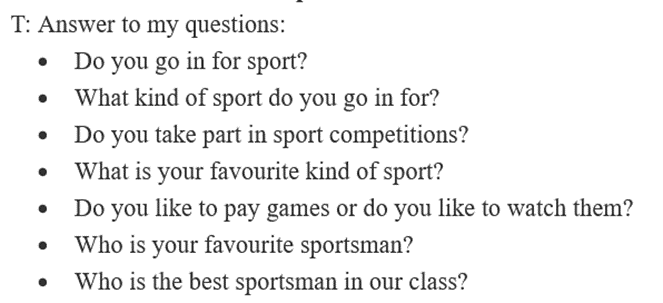 T: Answer to my questions:
• Do you go in for sport?
• What kind of sport do you go in for?
• Do you take part in sport competitions?
• What is your favourite kind of sport?
• Do you like to pay games or do you like to watch them?
• Who is your favourite sportsman?
• Who is the best sportsman in our class?